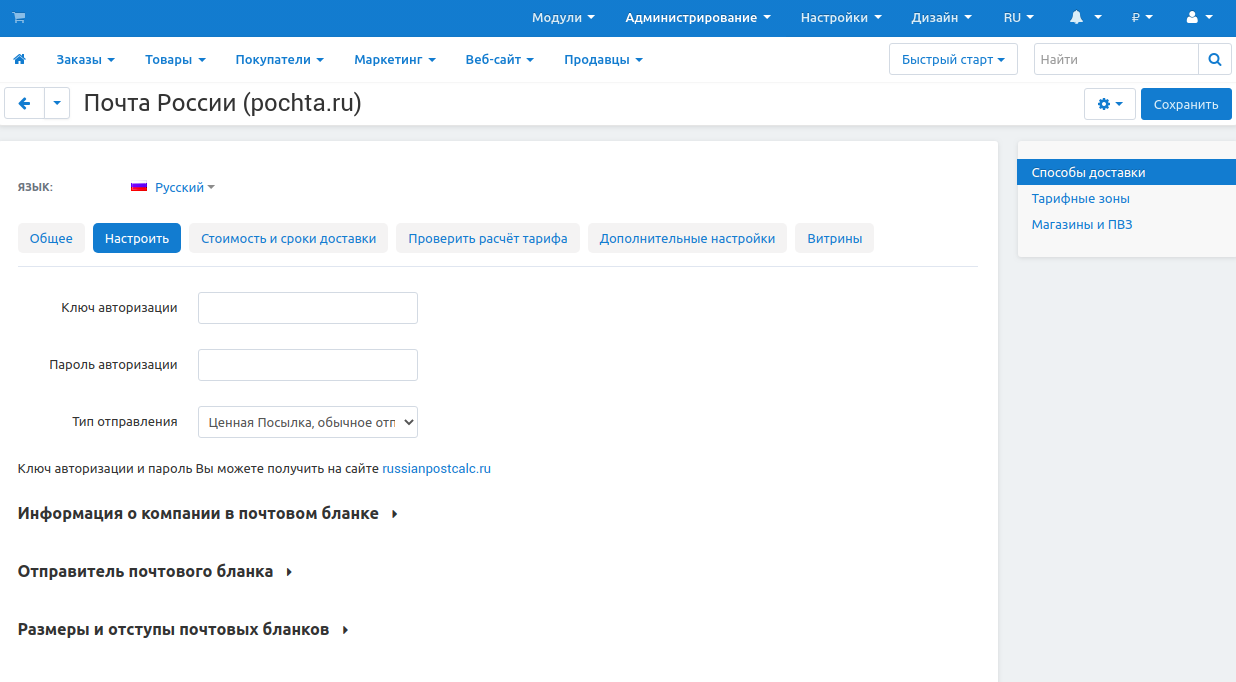 Модули Администрирование Настройки Дизайн RU ₽
Заказы Товары Покупатели Маркетинг Веб-сайт Продавцы Быстрый старт Найти
Почта России (pochta.ru) Сохранить
ЯЗЫК: Русский
Способы доставки
Тарифные зоны
Магазины и ПВЗ
Общее Настроить Стоимость и сроки доставки Проверить расчёт тарифа Дополнительные настройки Витрины
Ключ авторизации
Пароль авторизации
Тип отправления Ценная Посылка, обычное отп
Ключ авторизации и пароль Вы можете получить на сайте russianpostcalc.ru
Информация о компании в почтовом бланке
Отправитель почтового бланка
Размеры и отступы почтовых бланков